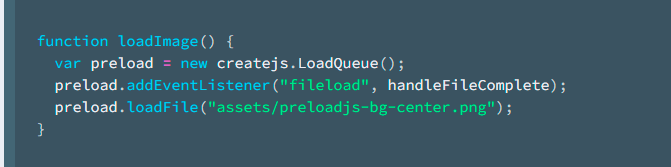 function loadImage() {
  var preload = new createjs.LoadQueue();
  preload.addEventListener("fileload", handleFileComplete);
  preload.loadFile("assets/preloadjs-bg-center.png");
}